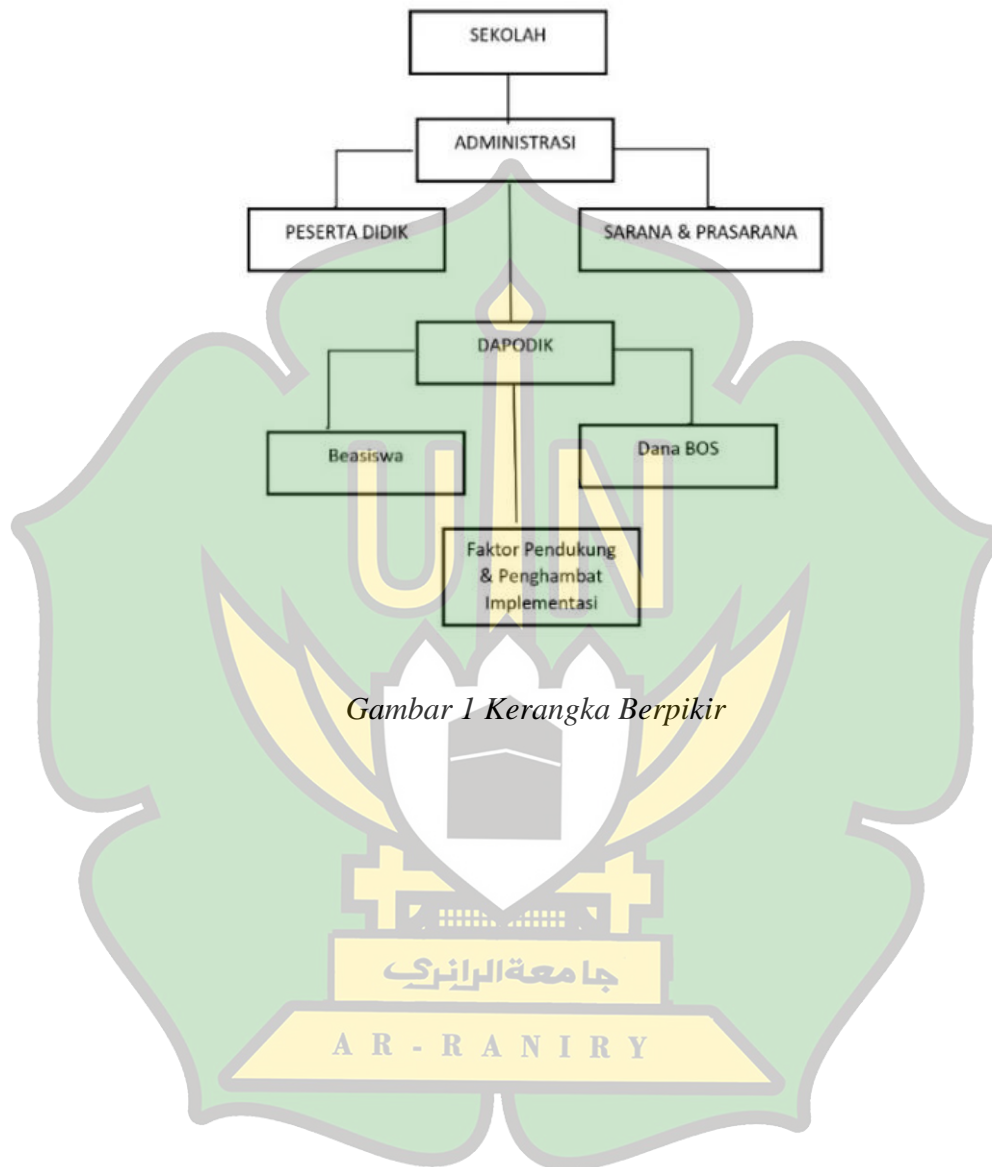 SEKOLAH
ADMINISTRASI
PESERTA DIDIK
SARANA & PRASARANA
DAPODIK
Beasiswa
Dana BOS
Faktor Pendukung
& Penghambat
Implementasi
UIN
Gambar 1 Kerangka Berpikir
جامعةالرانري
AR-RANIRY